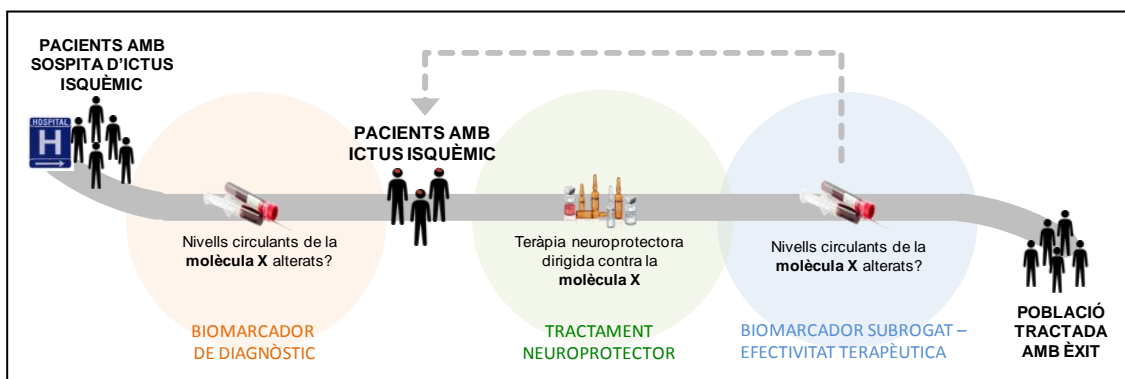 PACIENTS AMB
SOSPITA D'ICTUS
ISQUÈMIC
HOSPITAL
H
PACIENTS AMB
ICTUS ISQUÈMIC
Nivells circulants de la
molècula X alterats?
Teràpia neuroprotectora
dirigida contra la
molècula X
Nivells circulants de la
molècula X alterats?
BIOMARCADOR
DE DIAGNÒSTIC
TRACTAMENT
NEUROPROTECTOR
BIOMARCADOR SUBROGAT –
EFECTIVITAT TERAPÈUTICA
POBLACIÓ
TRACTADA
AMB ÈXIT